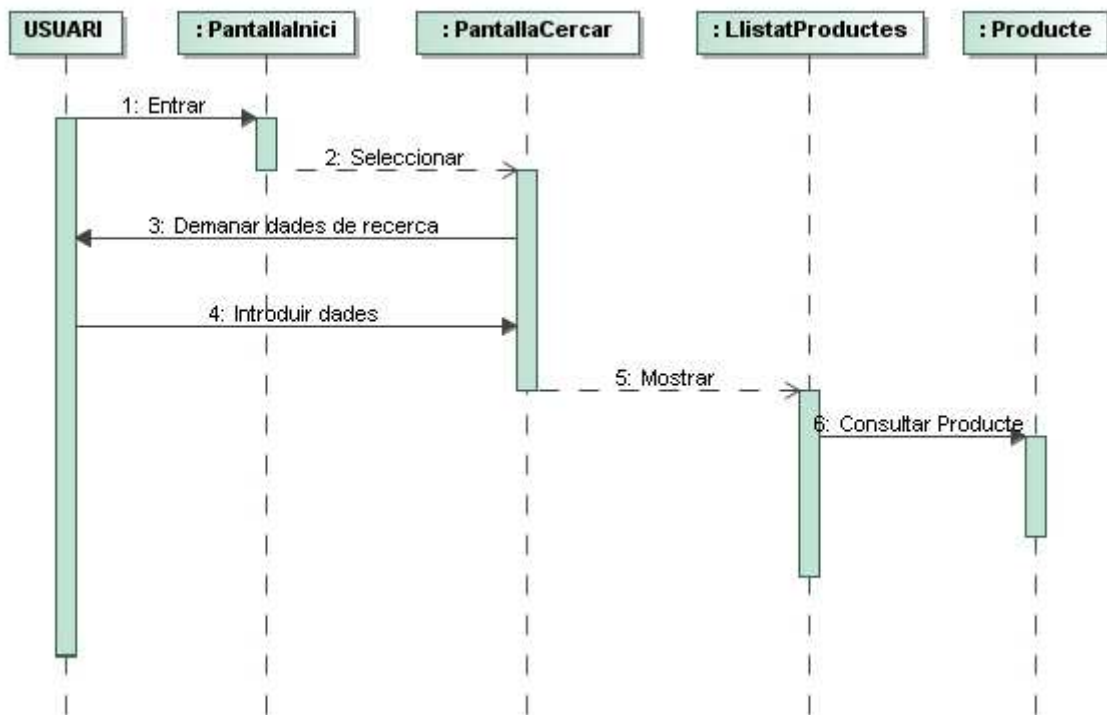 USUARI
: PantallaInici
: PantallaCercar
: LlistatProductes
: Producte
1: Entrar
2: Seleccionar
3: Demanar dades de recerca
4: Introduir dades
5: Mostrar
6: Consultar Producte